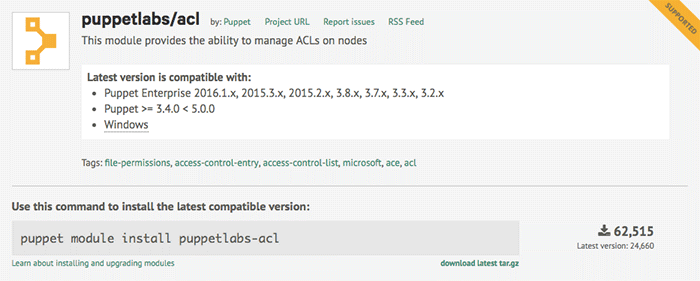 puppetlabs/acl by: Puppet Project URL Report issues RSS Feed
SUPPORTED
This module provides the ability to manage ACLs on nodes
Latest version is compatible with:
• Puppet Enterprise 2016.1.x, 2015.3.x, 2015.2.x, 3.8.x, 3.7.x, 3.3.x, 3.2.x
• Puppet >= 3.4.0 < 5.0.0
• Windows
Tags: file-permissions, access-control-entry, access-control-list, microsoft, ace, acl
Use this command to install the latest compatible version:
puppet module install puppetlabs-acl
62,515
Latest version: 24,660
Learn about installing and upgrading modules download latest tar.gz